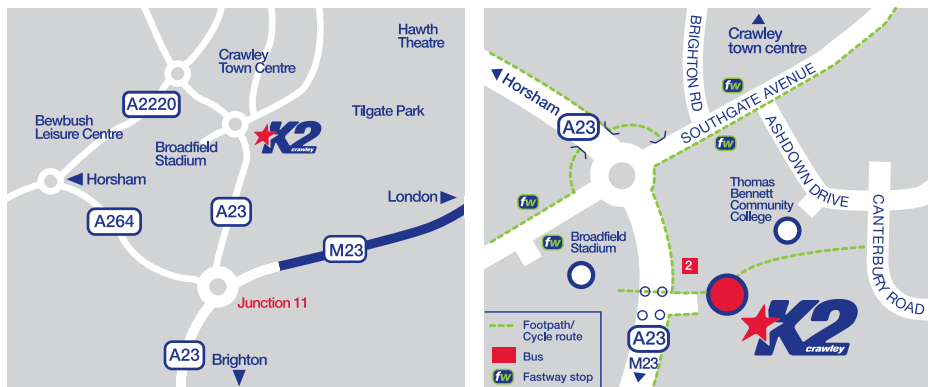 Hawth
Theatre
Crawley
Town Centre
A2220
Tilgate Park
Bewbush
Leisure Centre
Broadfield
Stadium
K2
crawley
Horsham
London
A264
A23
M23
Junction 11
A23
Brighton
Crawley
town centre
BRIGHTON RD
fw
Horsham
A23
SOUTHGATE AVENUE
fw
ASHDOWN DRIVE
Thomas
Bennett
Community
College
CANTERBURY ROAD
fw
fw
Broadfield
Stadium
2
K2
crawley
Footpath/
Cycle route
Bus
fw Fastway stop
A23
M23